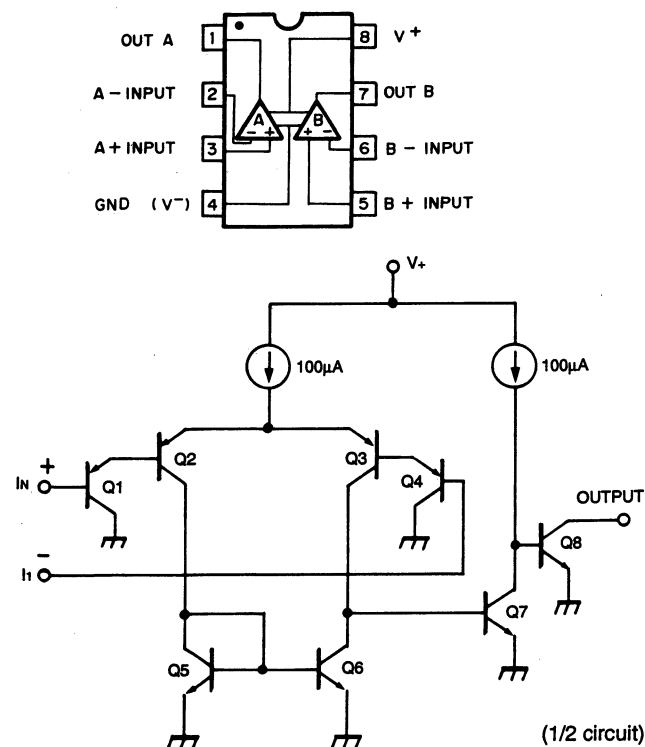 OUT A 1 8 V+
A - INPUT 2 7 OUT B
A B
- + + -
A + INPUT 3 6 B - INPUT
GND (V-) 4 5 B + INPUT
V+
100μA 100μA
Q2 Q3
+
IN Q1 Q4
OUTPUT
Q8
-
I1
Q7
Q5 Q6
(1/2 circuit)